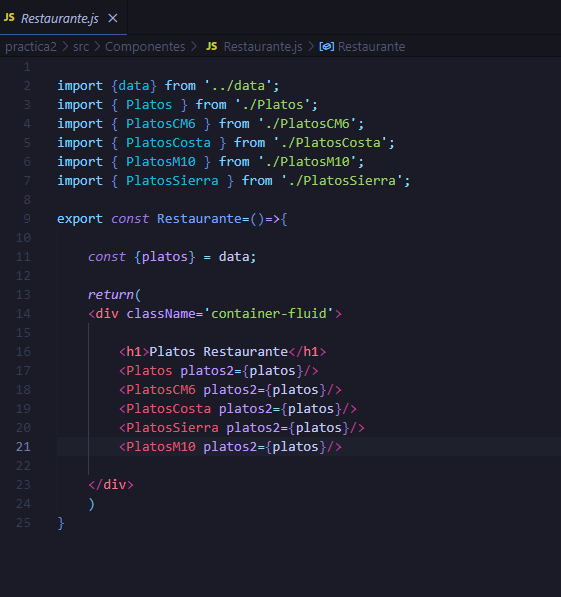 JS Restaurante.js ×
practica2 > src > Componentes > JS Restaurante.js > Restaurante
1
2 import {data} from '../data';
3 import { Platos } from './Platos';
4 import { PlatosCM6 } from './PlatosCM6';
5 import { PlatosCosta } from './PlatosCosta';
6 import { PlatosM10 } from './PlatosM10';
7 import { PlatosSierra } from './PlatosSierra';
8
9 export const Restaurante=()=>{
10
11 const {platos} = data;
12
13 return(
14 <div className='container-fluid'>
15
16 <h1>Platos Restaurante</h1>
17 <Platos platos2={platos}/>
18 <PlatosCM6 platos2={platos}/>
19 <PlatosCosta platos2={platos}/>
20 <PlatosSierra platos2={platos}/>
21 <PlatosM10 platos2={platos}/>
22
23 </div>
24 )
25 }